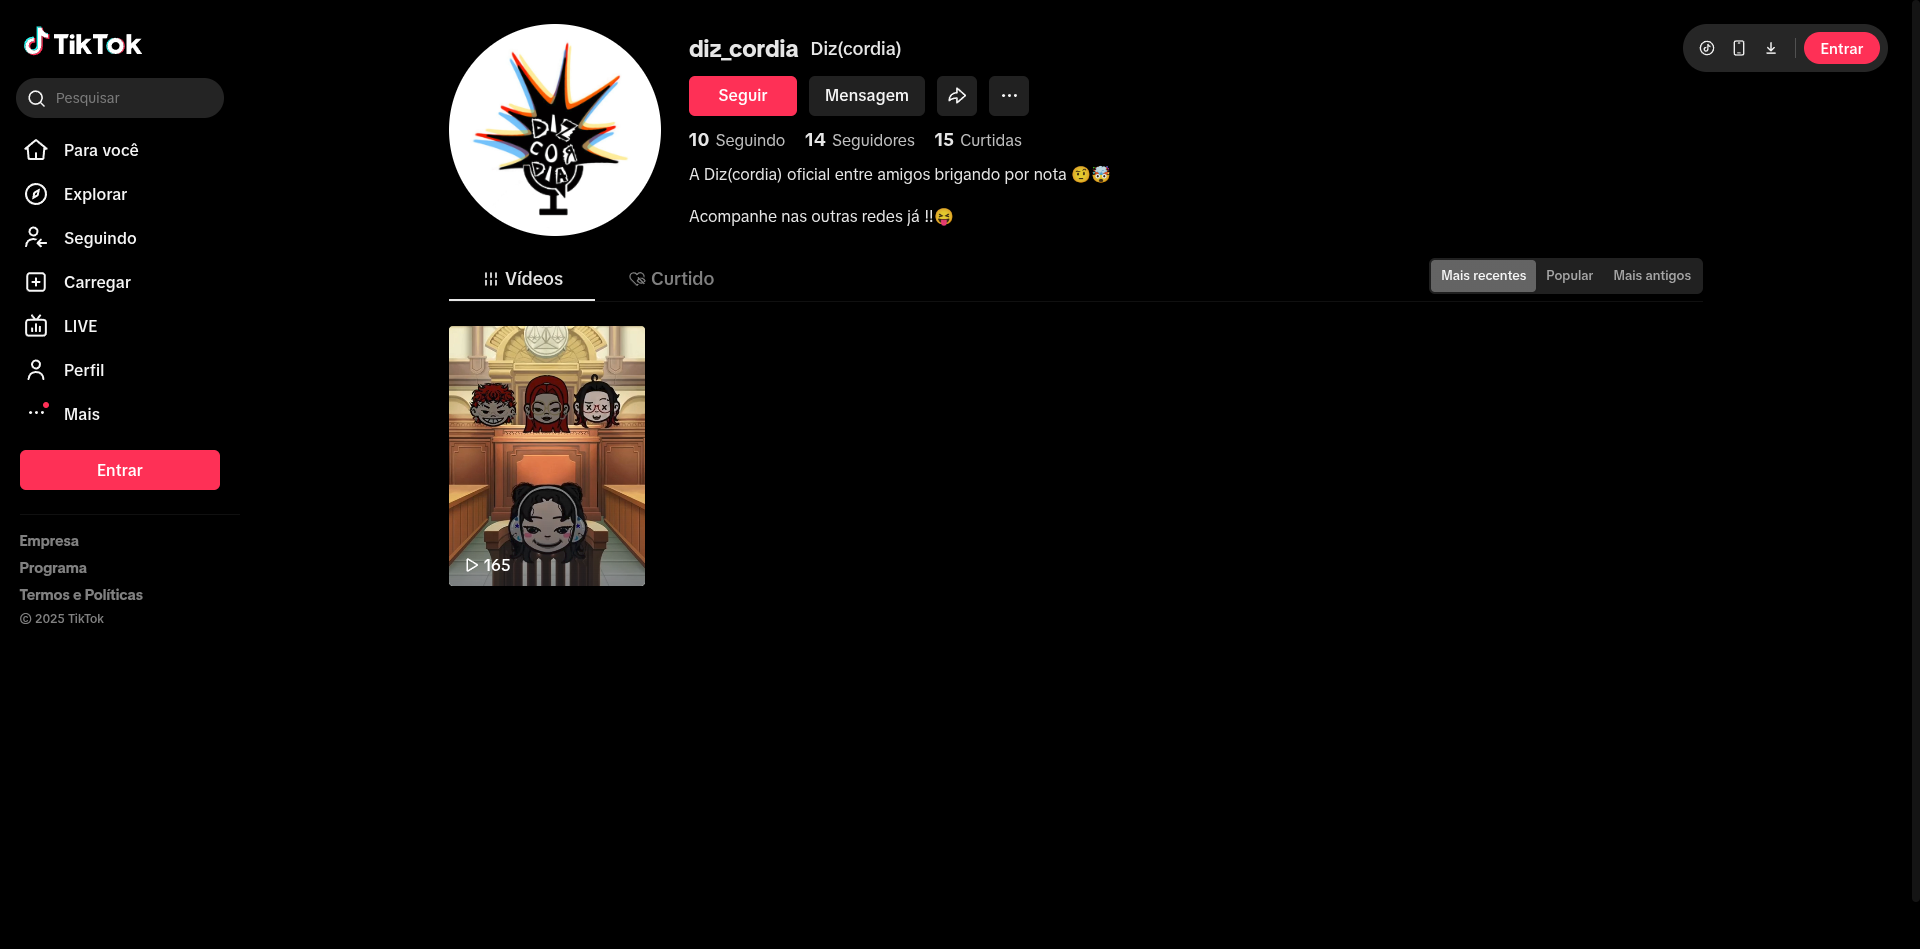 TikTok
Pesquisar
Para você
Explorar
Seguindo
Carregar
LIVE
Perfil
Mais
Entrar
Empresa
Programa
Termos e Políticas
© 2025 TikTok
DIZ
COR
DIA
diz_cordia Diz(cordia)
Seguir Mensagem
10 Seguindo 14 Seguidores 15 Curtidas
A Diz(cordia) oficial entre amigos brigando por nota 🤨🤯
Acompanhe nas outras redes já !!😝
Entrar
Vídeos Curtido
Mais recentes Popular Mais antigos
165